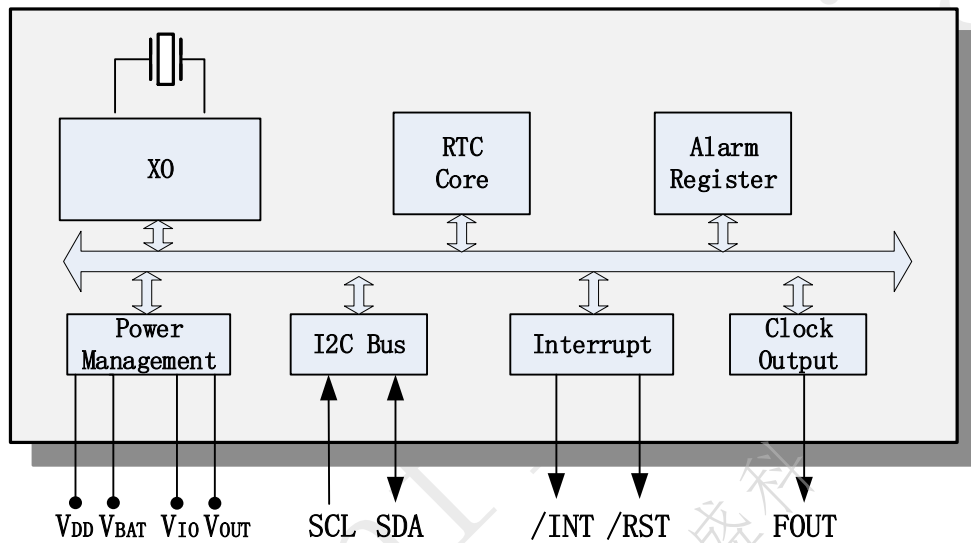 XO
RTC
Core
Alarm
Register
Power
Management
I2C Bus
Interrupt
Clock
Output
VDD VBAT VIO VOUT SCL SDA /INT /RST FOUT